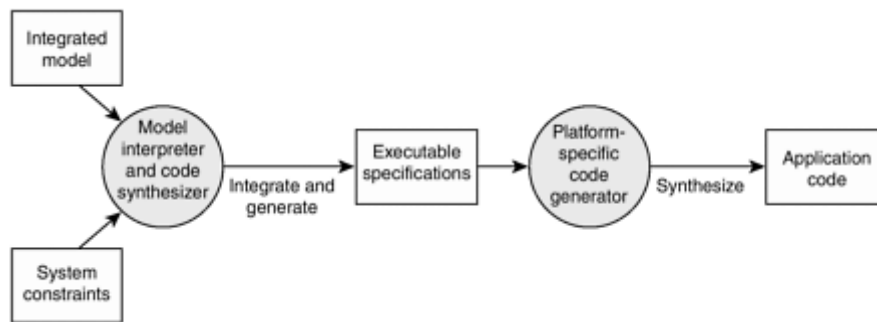 Integrated
model
Model
interpreter
and code
synthesizer
System
constraints
Integrate and
generate
Executable
specifications
Platform-
specific
code
generator
Synthesize
Application
code